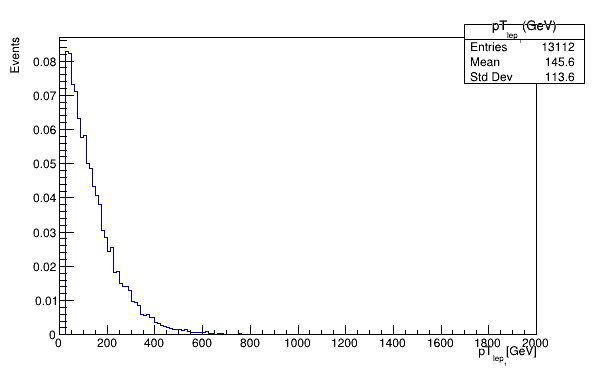 pT_lep_1 (GeV)
Entries 13112
Mean 145.6
Std Dev 113.6
Events
0.08
0.07
0.06
0.05
0.04
0.03
0.02
0.01
0
0 200 400 600 800 1000 1200 1400 1600 1800 2000
pT_lep_1 [GeV]